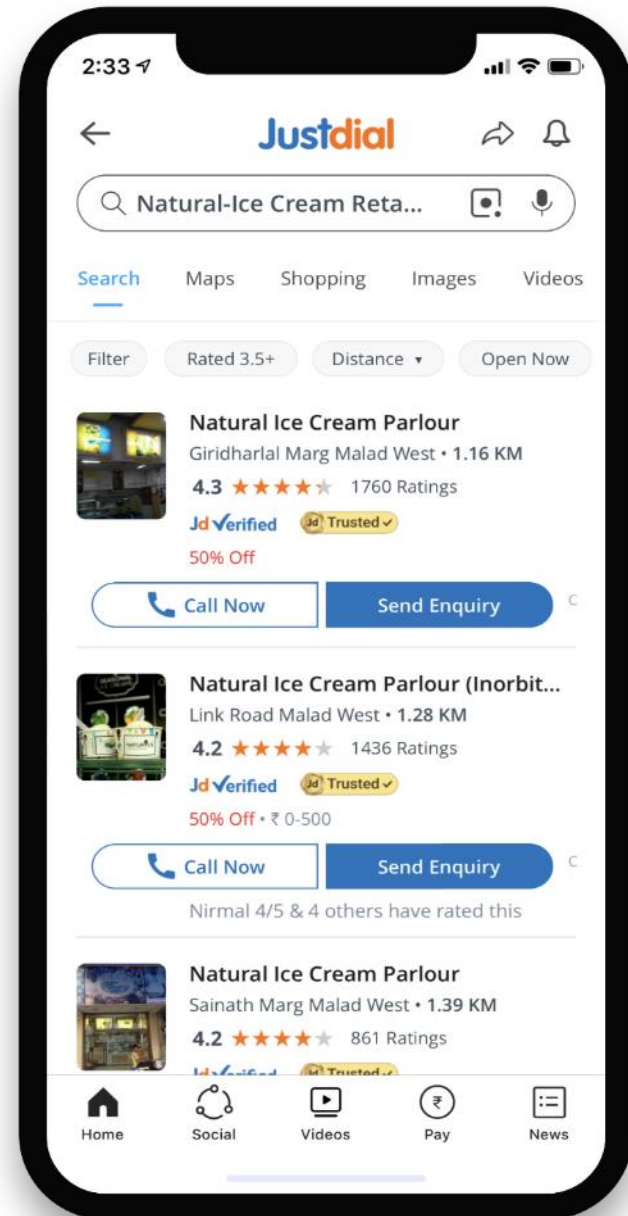 2:33
Justdial
Natural-Ice Cream Reta...
Search Maps Shopping Images Videos
Filter Rated 3.5+ Distance ▾ Open Now
Natural Ice Cream Parlour
Giridharlal Marg Malad West • 1.16 KM
4.3 ★★★★★ 1760 Ratings
Jd Verified Jd Trusted
50% Off
Call Now Send Enquiry C
Natural Ice Cream Parlour (Inorbit...
Link Road Malad West • 1.28 KM
4.2 ★★★★★ 1436 Ratings
Jd Verified Jd Trusted
50% Off • ₹ 0-500
Call Now Send Enquiry C
Nirmal 4/5 & 4 others have rated this
Natural Ice Cream Parlour
Sainath Marg Malad West • 1.39 KM
4.2 ★★★★★ 861 Ratings
Jd Verified Jd Trusted
Home Social Videos Pay News